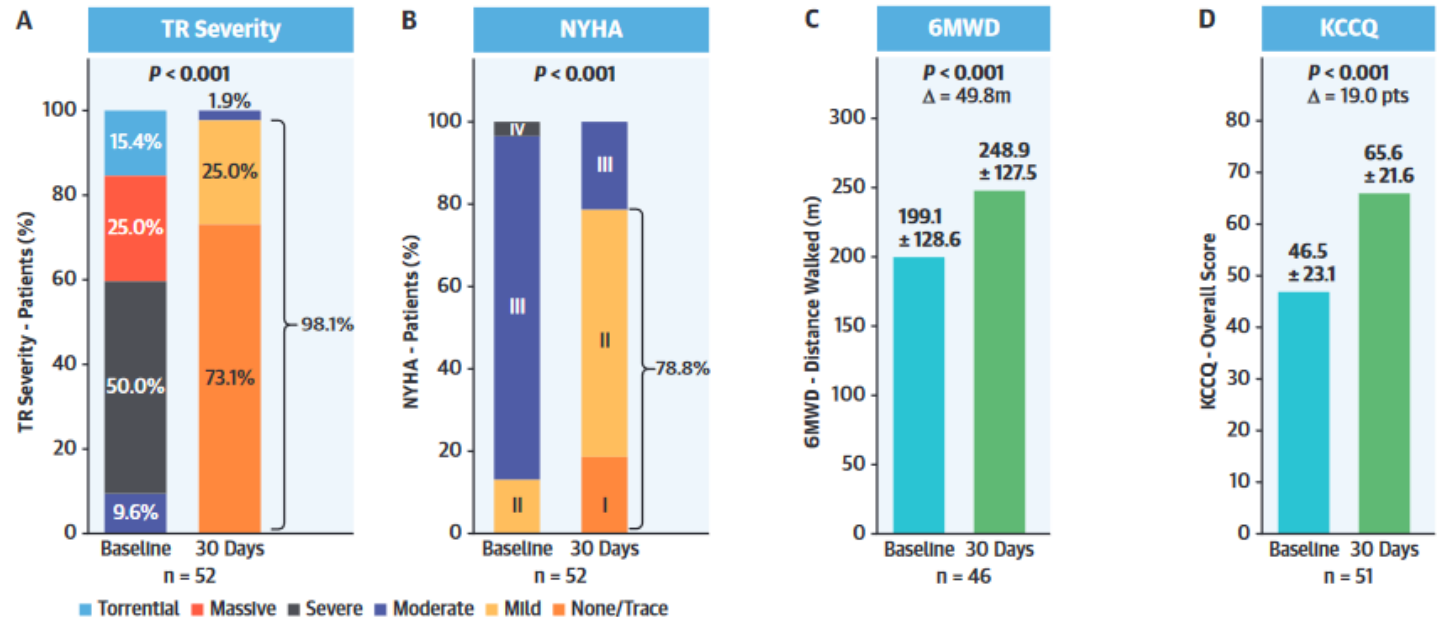 A
TR Severity
P < 0.001
TR Severity - Patients (%)
100
80
60
40
20
0
15.4%
25.0%
50.0%
9.6%
1.9%
25.0%
73.1%
98.1%
Baseline
30 Days
n = 52
B
NYHA
P < 0.001
NYHA - Patients (%)
100
80
60
40
20
0
IV
III
II
III
II
I
78.8%
Baseline
30 Days
n = 52
C
6MWD
P < 0.001
Δ = 49.8m
6MWD - Distance Walked (m)
300
250
200
150
100
50
0
199.1
± 128.6
248.9
± 127.5
Baseline
30 Days
n = 46
D
KCCQ
P < 0.001
Δ = 19.0 pts
KCCQ - Overall Score
80
70
60
50
40
30
20
10
0
46.5
± 23.1
65.6
± 21.6
Baseline
30 Days
n = 51
Torrential
Massive
Severe
Moderate
Mild
None/Trace